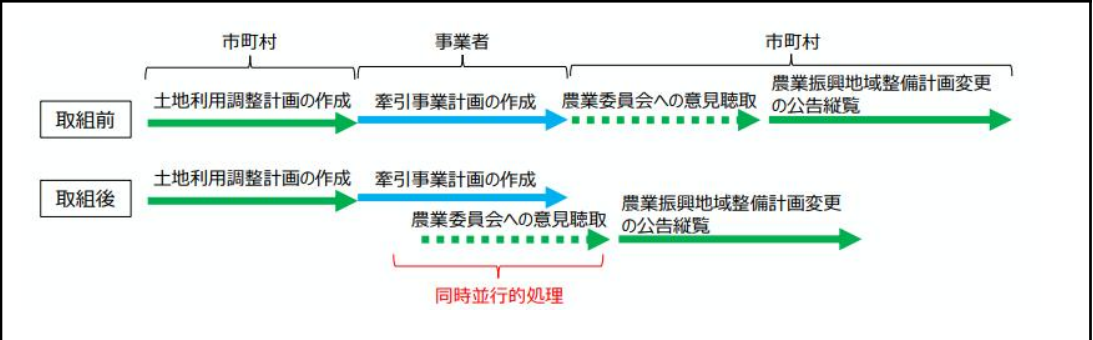 市町村
事業者
市町村
取組前
土地利用調整計画の作成
牽引事業計画の作成
農業委員会への意見聴取
農業振興地域整備計画変更
の公告縦覧
取組後
土地利用調整計画の作成
牽引事業計画の作成
農業委員会への意見聴取
農業振興地域整備計画変更
の公告縦覧
同時並行的処理